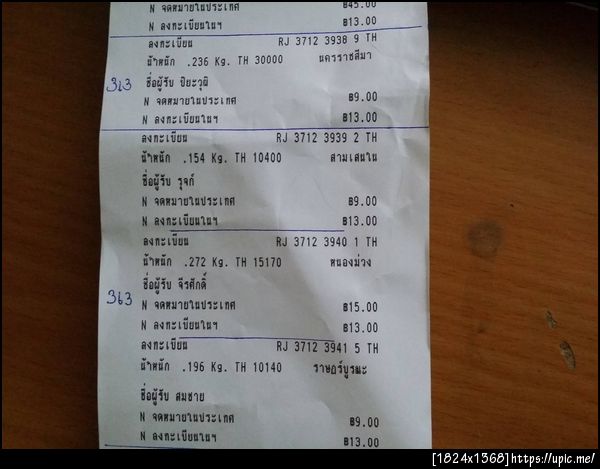 N จดหมายในประเทศ ฿45.00
N ลงทะเบียนในฯ ฿13.00
ลงทะเบียน RJ 3712 3938 9 TH
น้ำหนัก .236 Kg. TH 30000 นครราชสีมา
313 ชื่อผู้รับ ปิยะวุฒิ
N จดหมายในประเทศ ฿9.00
N ลงทะเบียนในฯ ฿13.00
ลงทะเบียน RJ 3712 3939 2 TH
น้ำหนัก .154 Kg. TH 10400 สามเสนใน
ชื่อผู้รับ รุจก์
N จดหมายในประเทศ ฿9.00
N ลงทะเบียนในฯ ฿13.00
ลงทะเบียน RJ 3712 3940 1 TH
น้ำหนัก .272 Kg. TH 15170 หนองม่วง
ชื่อผู้รับ จีรศักดิ์
363 N จดหมายในประเทศ ฿15.00
N ลงทะเบียนในฯ ฿13.00
ลงทะเบียน RJ 3712 3941 5 TH
น้ำหนัก .196 Kg. TH 10140 ราษฎร์บูรณะ
ชื่อผู้รับ สมชาย
N จดหมายในประเทศ ฿9.00
N ลงทะเบียนในฯ ฿13.00
[1824x1368]https://upic.me/